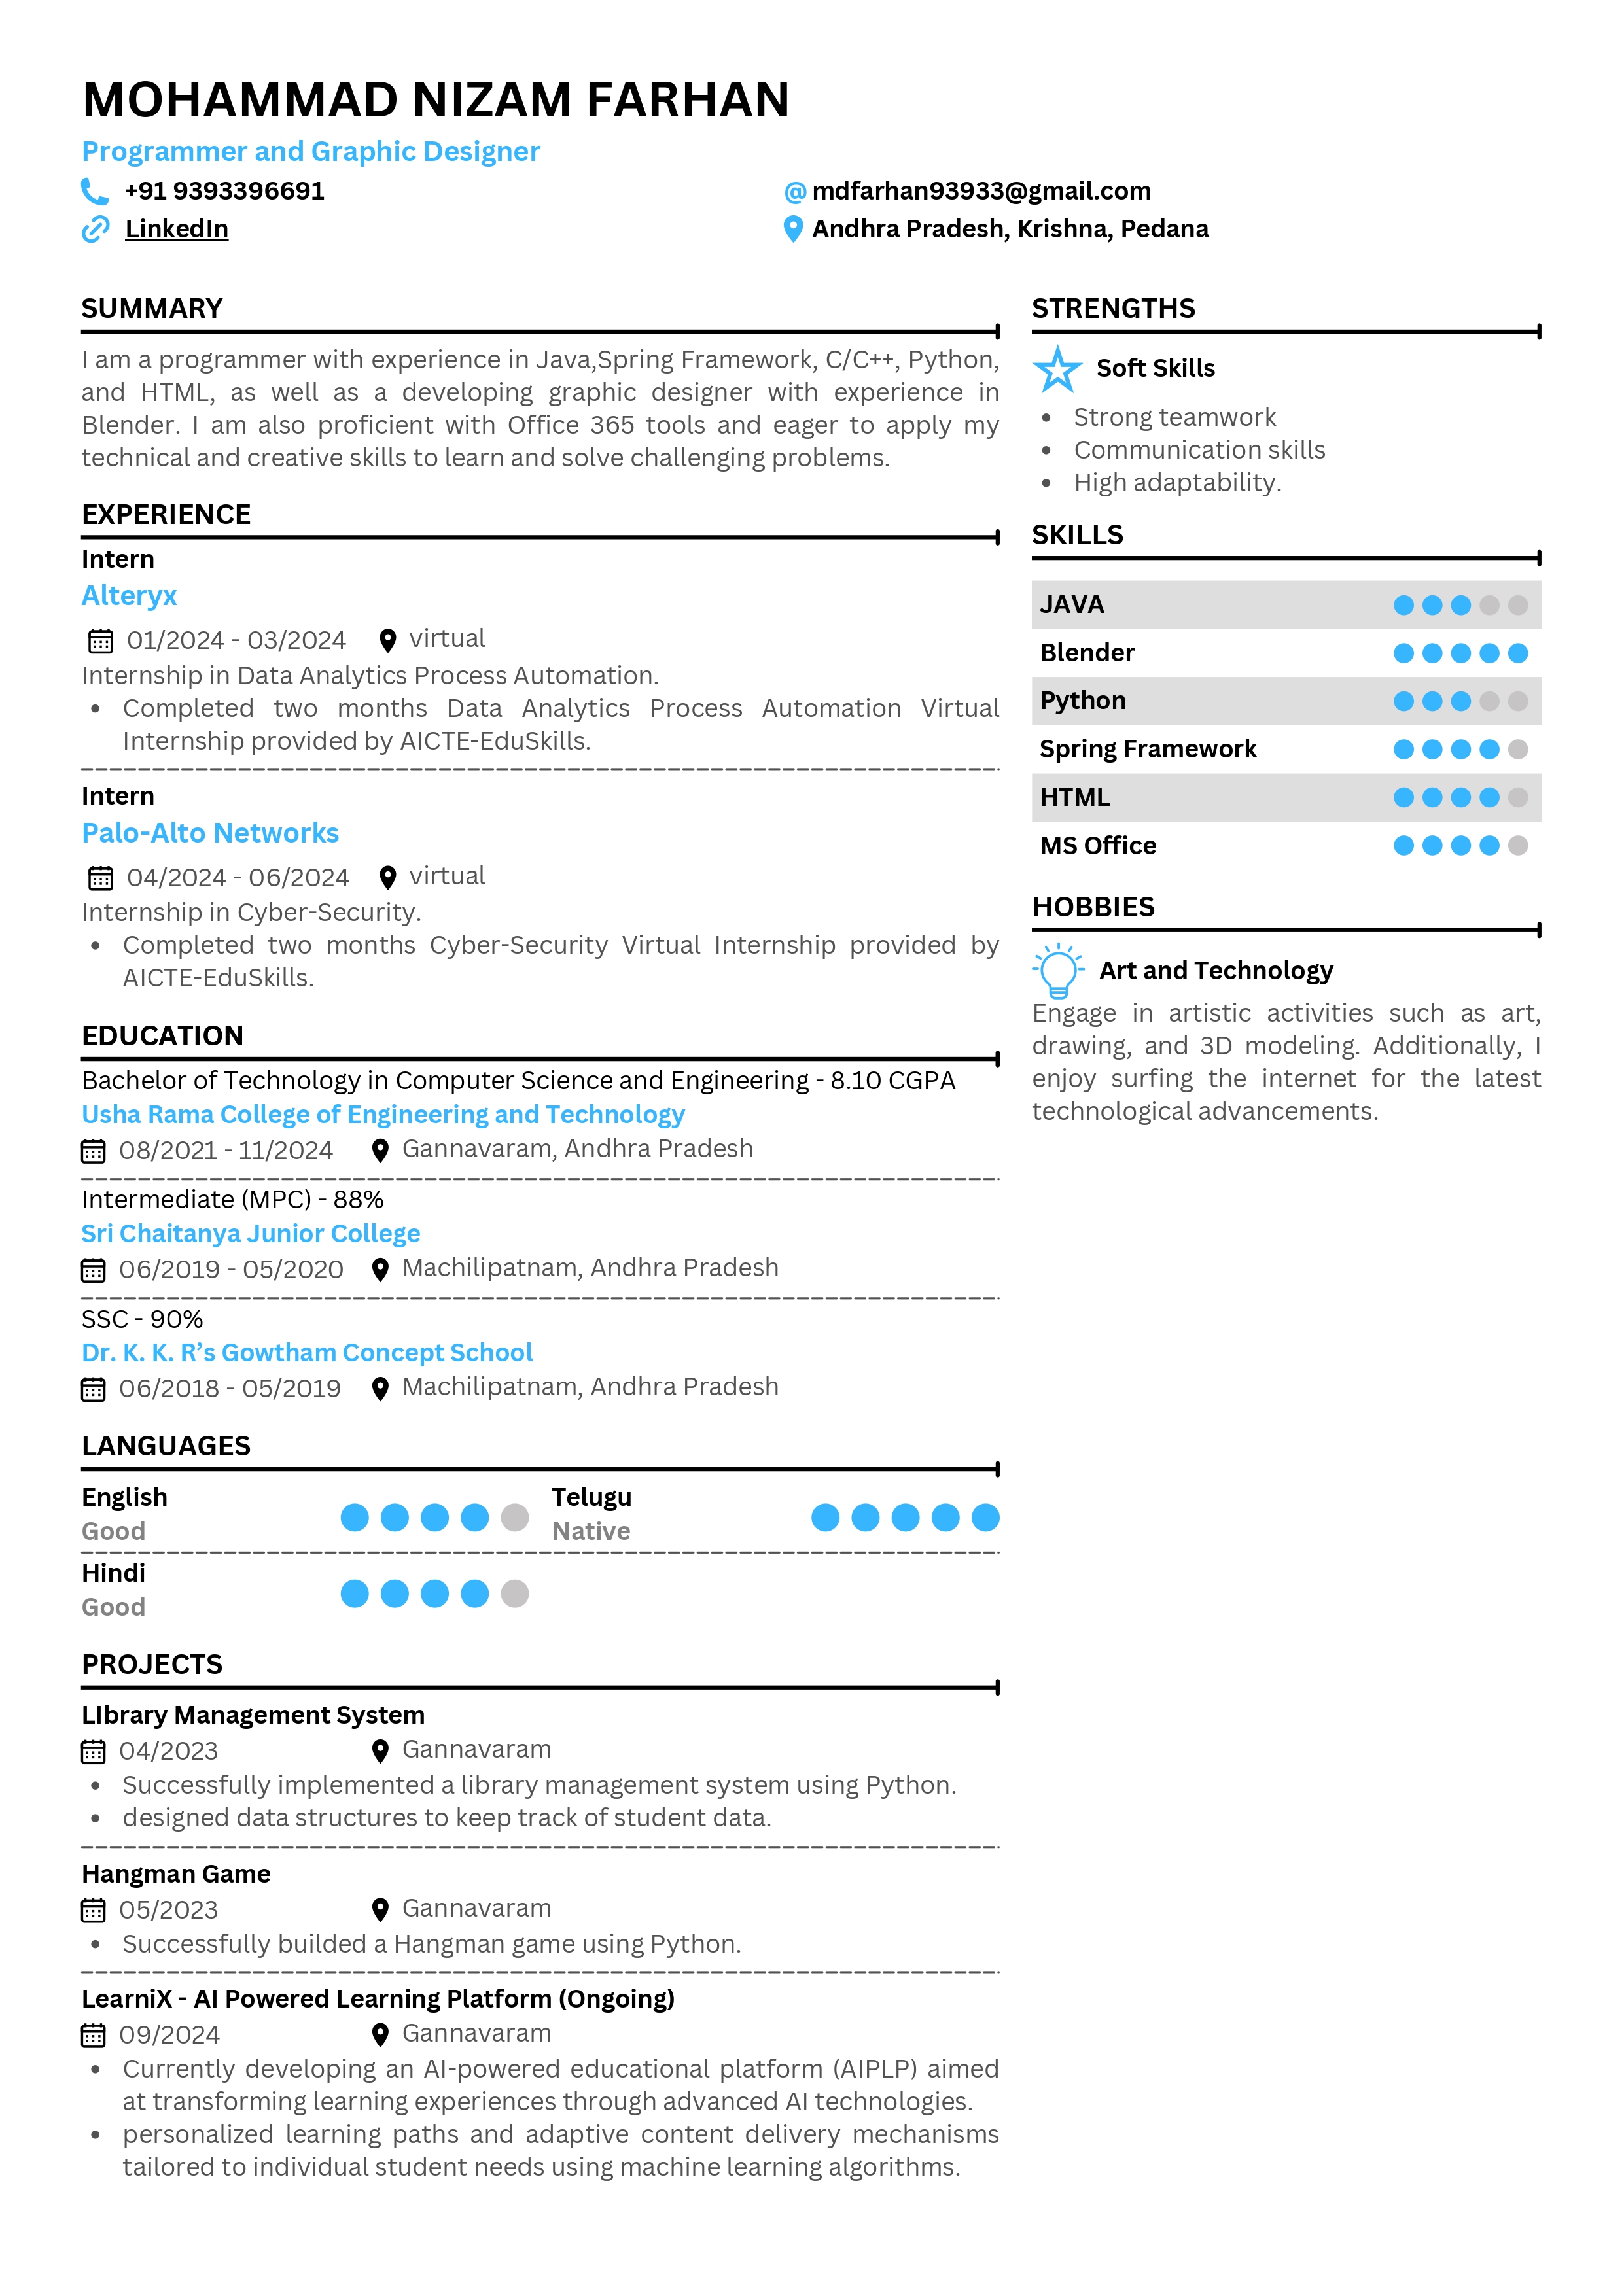 MOHAMMAD NIZAM FARHAN
Programmer and Graphic Designer
+91 9393396691
@ mdfarhan93933@gmail.com
LinkedIn
Andhra Pradesh, Krishna, Pedana
SUMMARY
I am a programmer with experience in Java,Spring Framework, C/C++, Python,
and HTML, as well as a developing graphic designer with experience in
Blender. I am also proficient with Office 365 tools and eager to apply my
technical and creative skills to learn and solve challenging problems.
EXPERIENCE
Intern
Alteryx
01/2024 - 03/2024 virtual
Internship in Data Analytics Process Automation.
• Completed two months Data Analytics Process Automation Virtual
Internship provided by AICTE-EduSkills.
Intern
Palo-Alto Networks
04/2024 - 06/2024 virtual
Internship in Cyber-Security.
• Completed two months Cyber-Security Virtual Internship provided by
AICTE-EduSkills.
EDUCATION
Bachelor of Technology in Computer Science and Engineering - 8.10 CGPA
Usha Rama College of Engineering and Technology
08/2021 - 11/2024 Gannavaram, Andhra Pradesh
Intermediate (MPC) - 88%
Sri Chaitanya Junior College
06/2019 - 05/2020 Machilipatnam, Andhra Pradesh
SSC - 90%
Dr. K. K. R’s Gowtham Concept School
06/2018 - 05/2019 Machilipatnam, Andhra Pradesh
LANGUAGES
English
Good
Telugu
Native
Hindi
Good
PROJECTS
LIbrary Management System
04/2023 Gannavaram
• Successfully implemented a library management system using Python.
• designed data structures to keep track of student data.
Hangman Game
05/2023 Gannavaram
• Successfully builded a Hangman game using Python.
LearniX - AI Powered Learning Platform (Ongoing)
09/2024 Gannavaram
• Currently developing an AI-powered educational platform (AIPLP) aimed
at transforming learning experiences through advanced AI technologies.
• personalized learning paths and adaptive content delivery mechanisms
tailored to individual student needs using machine learning algorithms.
STRENGTHS
Soft Skills
• Strong teamwork
• Communication skills
• High adaptability.
SKILLS
JAVA
Blender
Python
Spring Framework
HTML
MS Office
HOBBIES
Art and Technology
Engage in artistic activities such as art,
drawing, and 3D modeling. Additionally, I
enjoy surfing the internet for the latest
technological advancements.